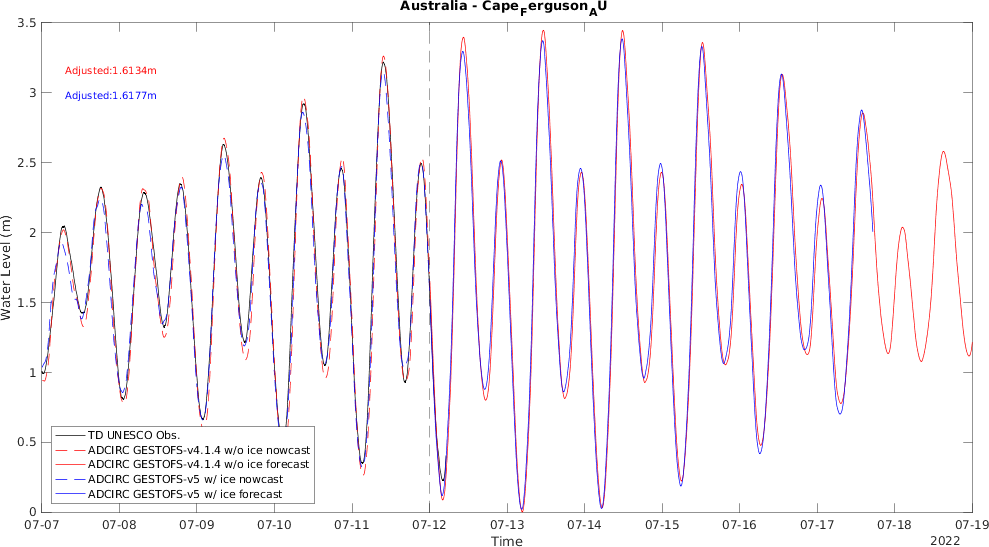 Australia - Cape_Ferguson_AU
3.5
3
2.5
2
1.5
1
0.5
0
Water Level (m)
Adjusted:1.6134m
Adjusted:1.6177m
TD UNESCO Obs.
ADCIRC GESTOFS-v4.1.4 w/o ice nowcast
ADCIRC GESTOFS-v4.1.4 w/o ice forecast
ADCIRC GESTOFS-v5 w/ ice nowcast
ADCIRC GESTOFS-v5 w/ ice forecast
07-07 07-08 07-09 07-10 07-11 07-12 07-13 07-14 07-15 07-16 07-17 07-18 07-19
Time
2022